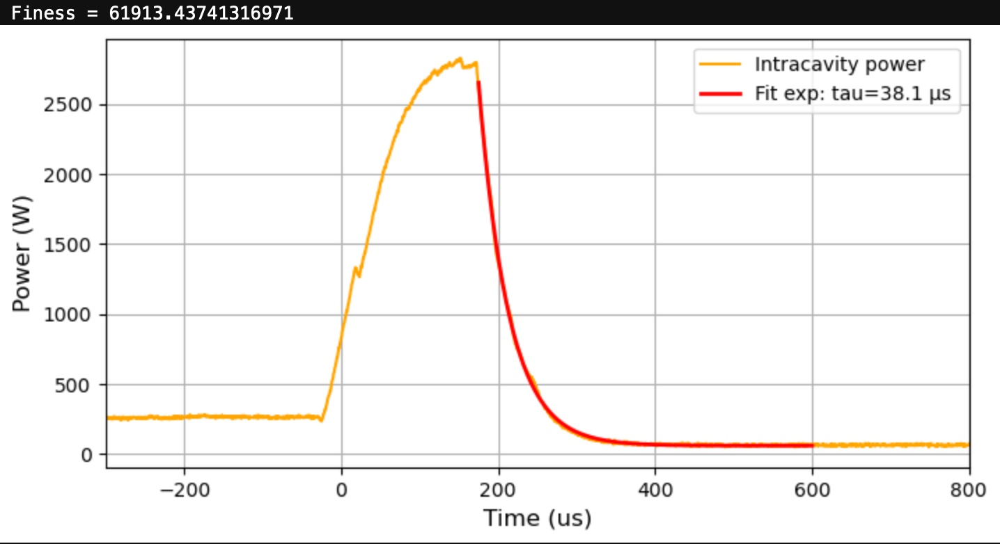 Finess = 61913.43741316971
Intracavity power
Fit exp: tau=38.1 µs
Power (W)
2500
2000
1500
1000
500
0
−200
0
200
400
600
800
Time (us)